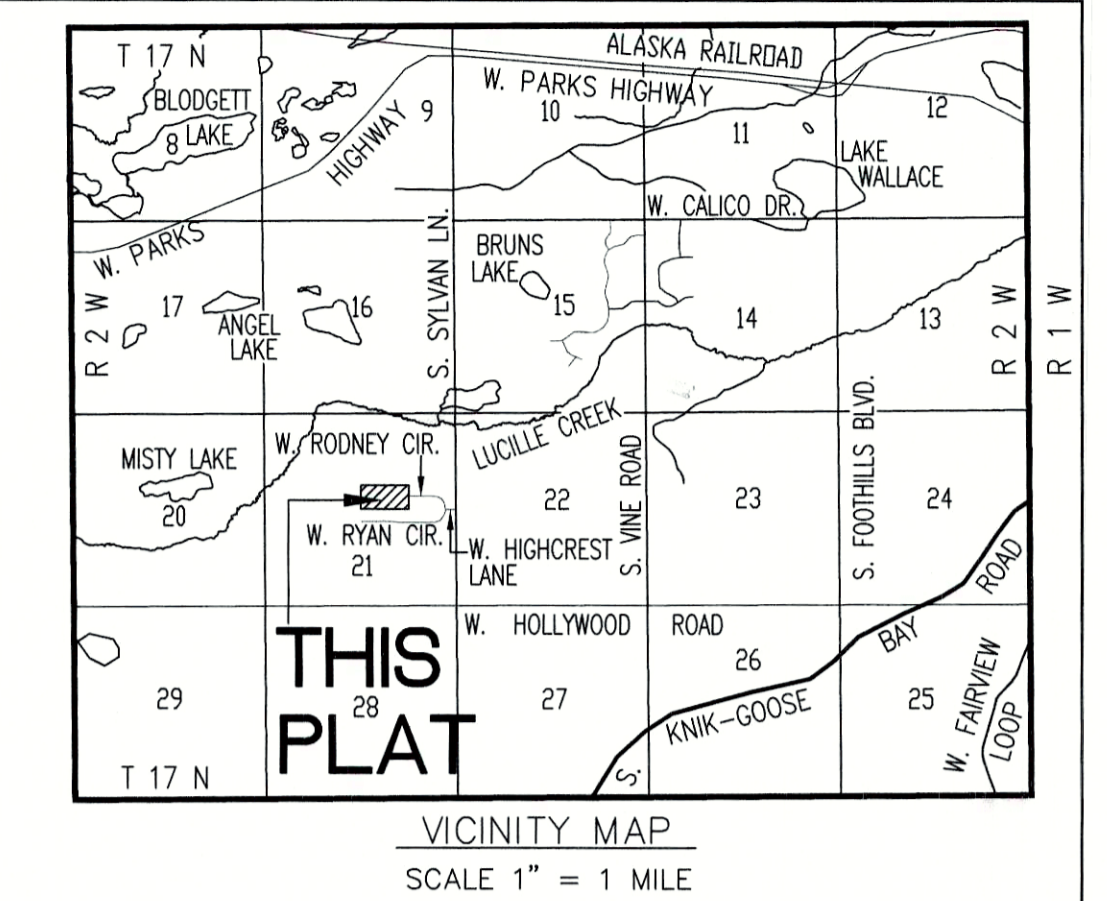 T 17 N
ALASKA RAILROAD
W. PARKS HIGHWAY
BLODGETT
8 LAKE
HIGHWAY
9
10
11
12
LAKE
WALLACE
W. CALICO DR.
W. PARKS
S. SYLVAN LN.
BRUNS
LAKE
R 2 W
17
ANGEL
LAKE
16
15
14
13
R 2 W
R 1 W
MISTY LAKE
20
W. RODNEY CIR.
LUCILLE CREEK
W. RYAN CIR.
21
W. HIGHCREST
LANE
22
S. VINE ROAD
23
S. FOOTHILLS BLVD.
24
W. HOLLYWOOD ROAD
THIS
PLAT
29
28
27
26
25
S. KNIK-GOOSE BAY ROAD
W. FAIRVIEW
LOOP
T 17 N
VICINITY MAP
SCALE 1" = 1 MILE